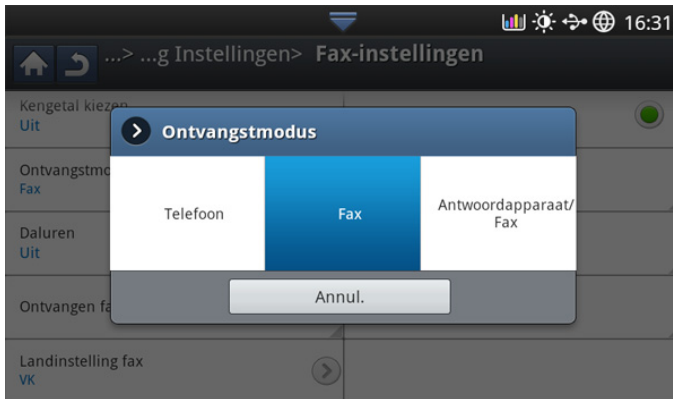 16:31
...> ...g Instellingen> Fax-instellingen
Kengetal kiezen
Uit
Ontvangstmodus
Ontvangstmo
Fax
Telefoon
Fax
Antwoordapparaat/
Fax
Daluren
Uit
Annul.
Ontvangen fa
Landinstelling fax
VK